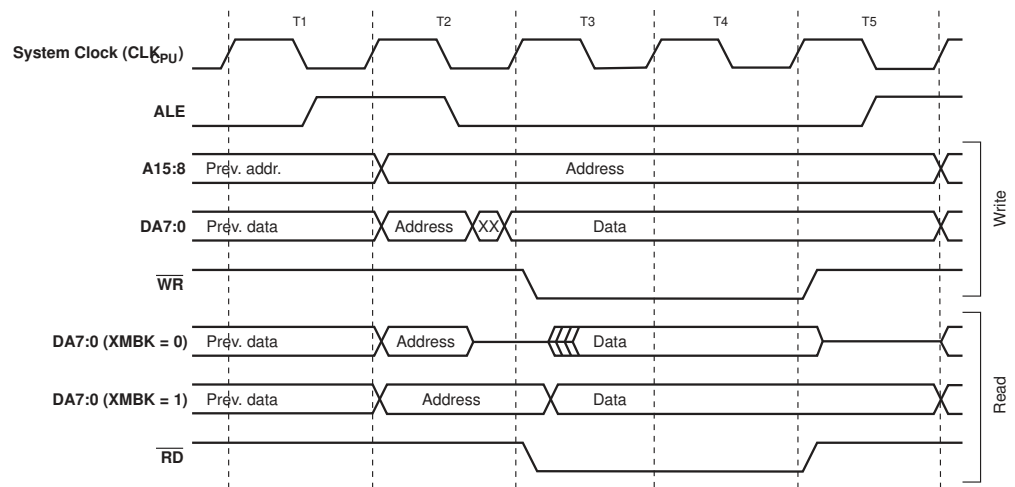 T1 T2 T3 T4 T5
System Clock (CLKCPU)
ALE
A15:8 Prev. addr. Address
DA7:0 Prev. data Address XX Data
WR
Write
DA7:0 (XMBK = 0) Prev. data Address Data
DA7:0 (XMBK = 1) Prev. data Address Data
RD
Read